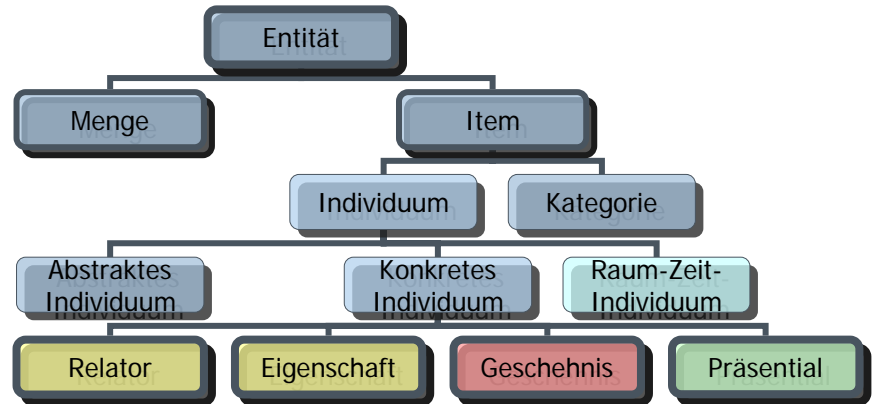 Entität
Menge
Item
Individuum
Kategorie
Abstraktes
Individuum
Konkretes
Individuum
Raum-Zeit-
Individuum
Relator
Eigenschaft
Geschehnis
Präsential